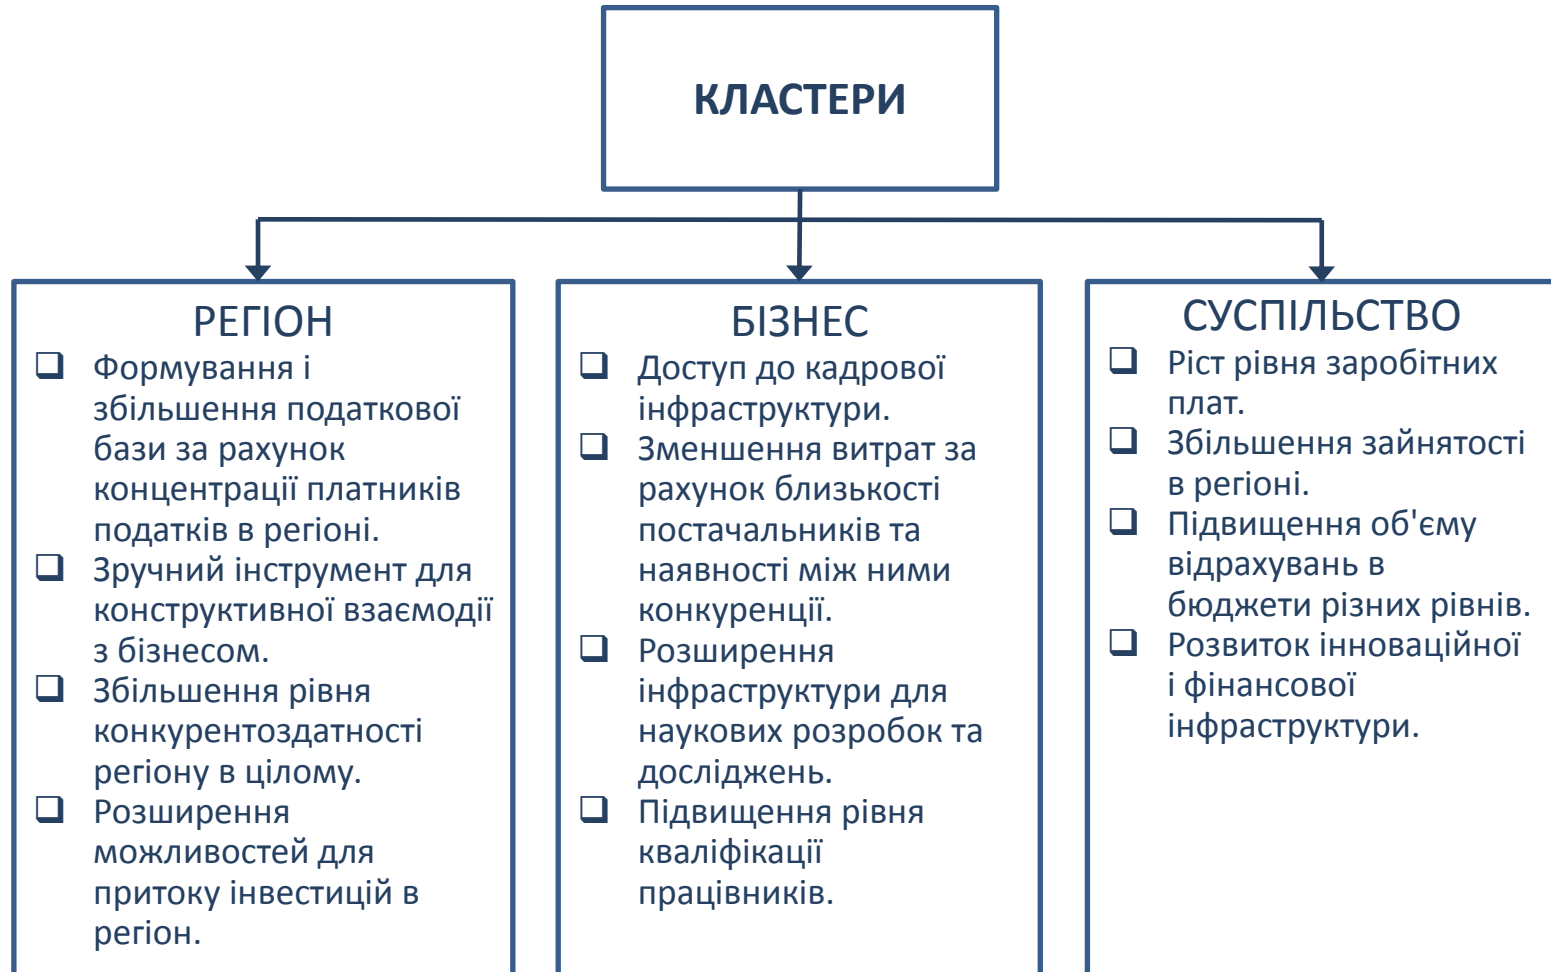 КЛАСТЕРИ
РЕГІОН
❑ Формування і
збільшення податкової
бази за рахунок
концентрації платників
податків в регіоні.
❑ Зручний інструмент для
конструктивної взаємодії
з бізнесом.
❑ Збільшення рівня
конкурентоздатності
регіону в цілому.
❑ Розширення
можливостей для
притоку інвестицій в
регіон.
БІЗНЕС
❑ Доступ до кадрової
інфраструктури.
❑ Зменшення витрат за
рахунок близькості
постачальників та
наявності між ними
конкуренції.
❑ Розширення
інфраструктури для
наукових розробок та
досліджень.
❑ Підвищення рівня
кваліфікації
працівників.
СУСПІЛЬСТВО
❑ Ріст рівня заробітних
плат.
❑ Збільшення зайнятості
в регіоні.
❑ Підвищення об'єму
відрахувань в
бюджети різних рівнів.
❑ Розвиток інноваційної
і фінансової
інфраструктури.